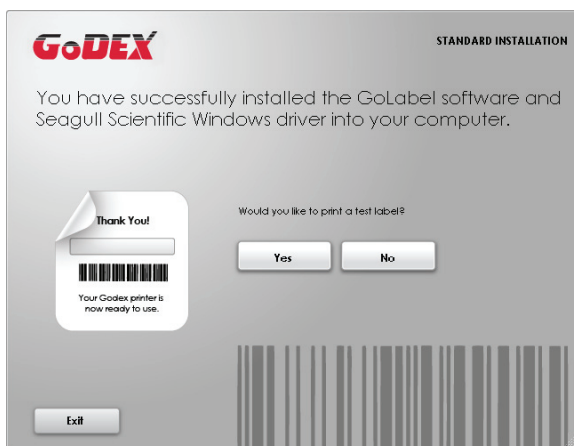 GoDEX
STANDARD INSTALLATION
You have successfully installed the GoLabel software and
Seagull Scientific Windows driver into your computer.
Thank You!
Your Godex printer is
now ready to use.
Would you like to print a test label?
Yes
No
Exit